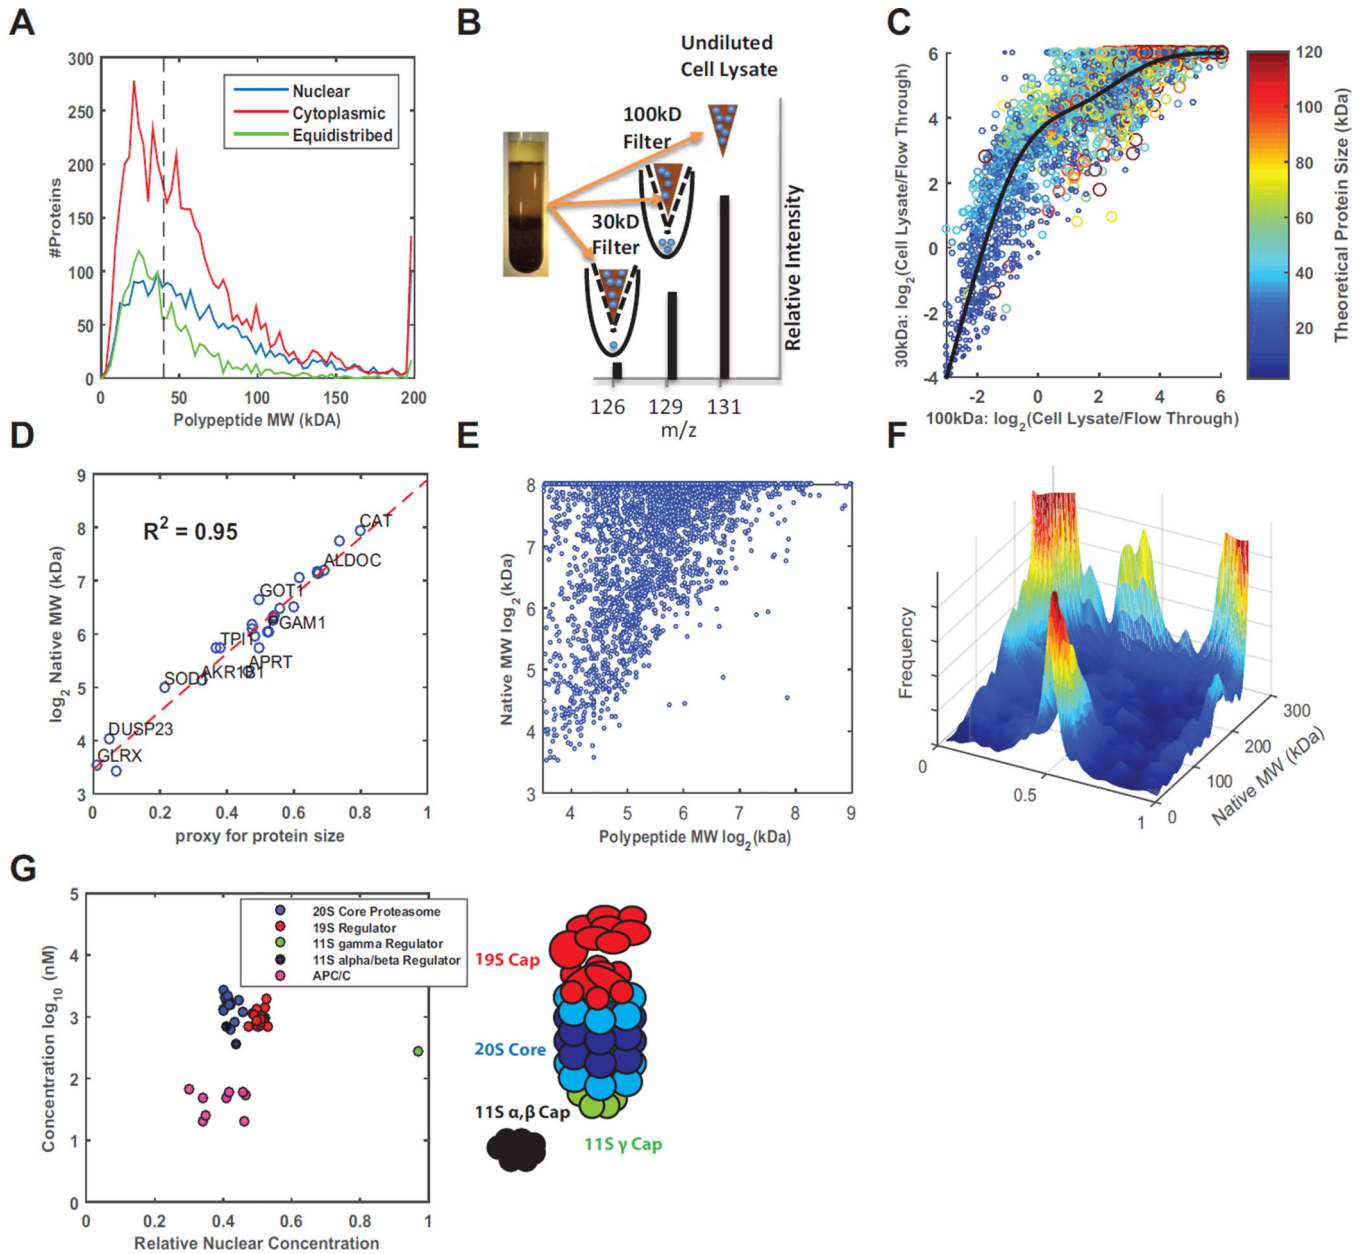 A
300
250
200
150
100
50
0
#Proteins
0
50
100
150
200
Polypeptide MW (kDA)
Nuclear
Cytoplasmic
Equidistribed
B
Undiluted
Cell Lysate
100kD
Filter
30kD
Filter
Relative Intensity
126
129
131
m/z
C
6
4
2
0
-2
-4
30kDa: log2(Cell Lysate/Flow Through)
-2
0
2
4
6
100kDa: log2(Cell Lysate/Flow Through)
120
100
80
60
40
20
Theoretical Protein Size (kDa)
D
9
8
7
6
5
4
3
log2 Native MW (kDa)
R2 = 0.95
CAT
ALDOC
GOT1
PGAM1
TPI1
APRT
SOD1
AKR1B1
DUSP23
GLRX
0
0.2
0.4
0.6
0.8
1
proxy for protein size
E
8
7
6
5
4
3
Native MW log2(kDa)
4
5
6
7
8
9
Polypeptide MW log2(kDa)
F
Frequency
0
0.5
1
0
100
200
300
Native MW (kDa)
G
5
4
3
2
1
0
Concentration log10 (nM)
20S Core Proteasome
19S Regulator
11S gamma Regulator
11S alpha/beta Regulator
APC/C
0
0.2
0.4
0.6
0.8
1
Relative Nuclear Concentration
19S Cap
20S Core
11S α,β Cap
11S γ Cap